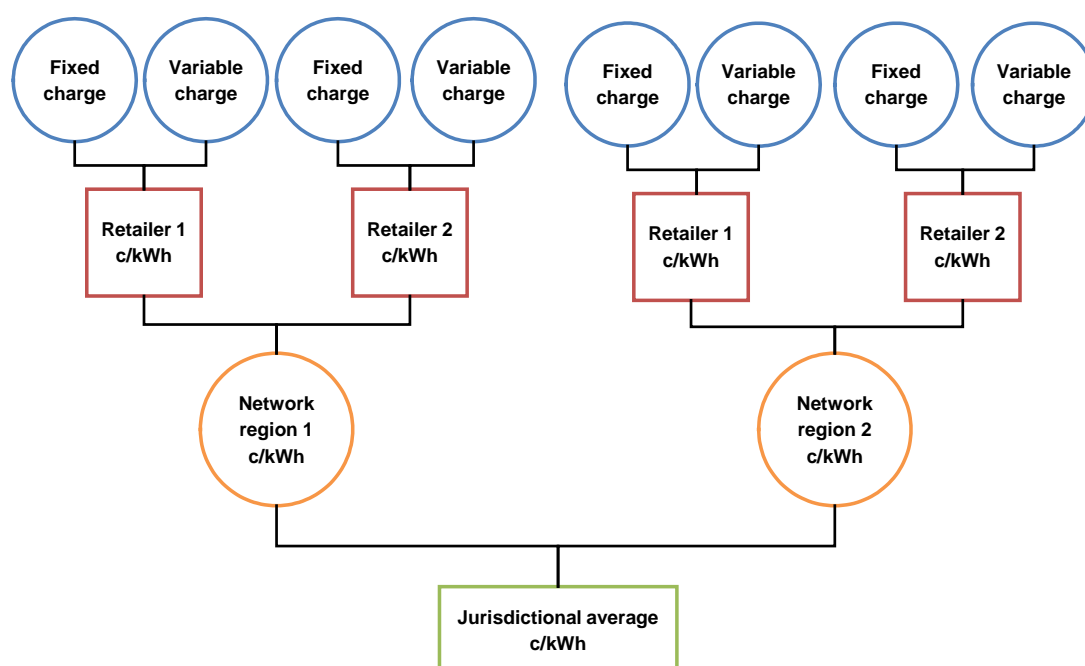 Fixed
charge
Variable
charge
Fixed
charge
Variable
charge
Fixed
charge
Variable
charge
Fixed
charge
Variable
charge
Retailer 1
c/kWh
Retailer 2
c/kWh
Retailer 1
c/kWh
Retailer 2
c/kWh
Network
region 1
c/kWh
Network
region 2
c/kWh
Jurisdictional average
c/kWh